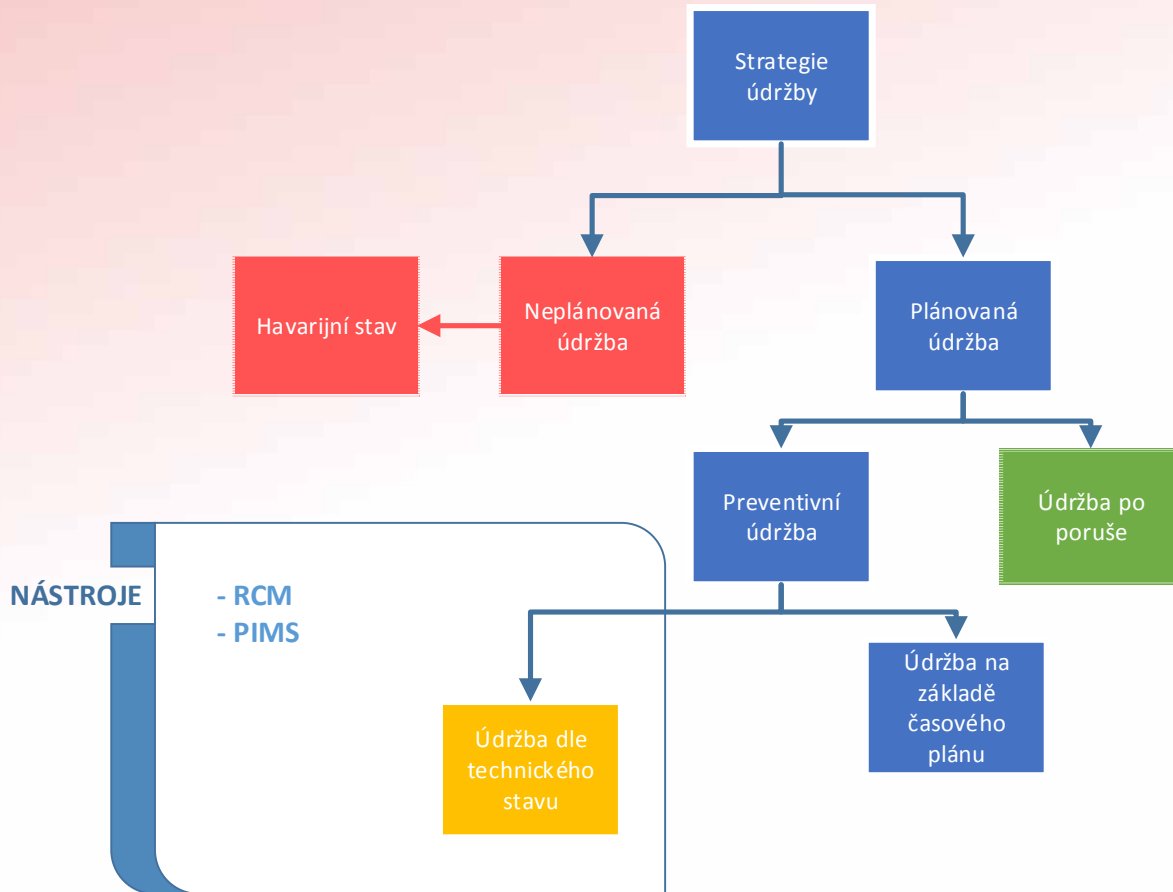 Strategie
údržby
Havarijní stav
Neplánovaná
údržba
Plánovaná
údržba
Preventivní
údržba
Údržba po
poruše
NÁSTROJE
- RCM
- PIMS
Údržba dle
technického
stavu
Údržba na
základě
časového
plánu